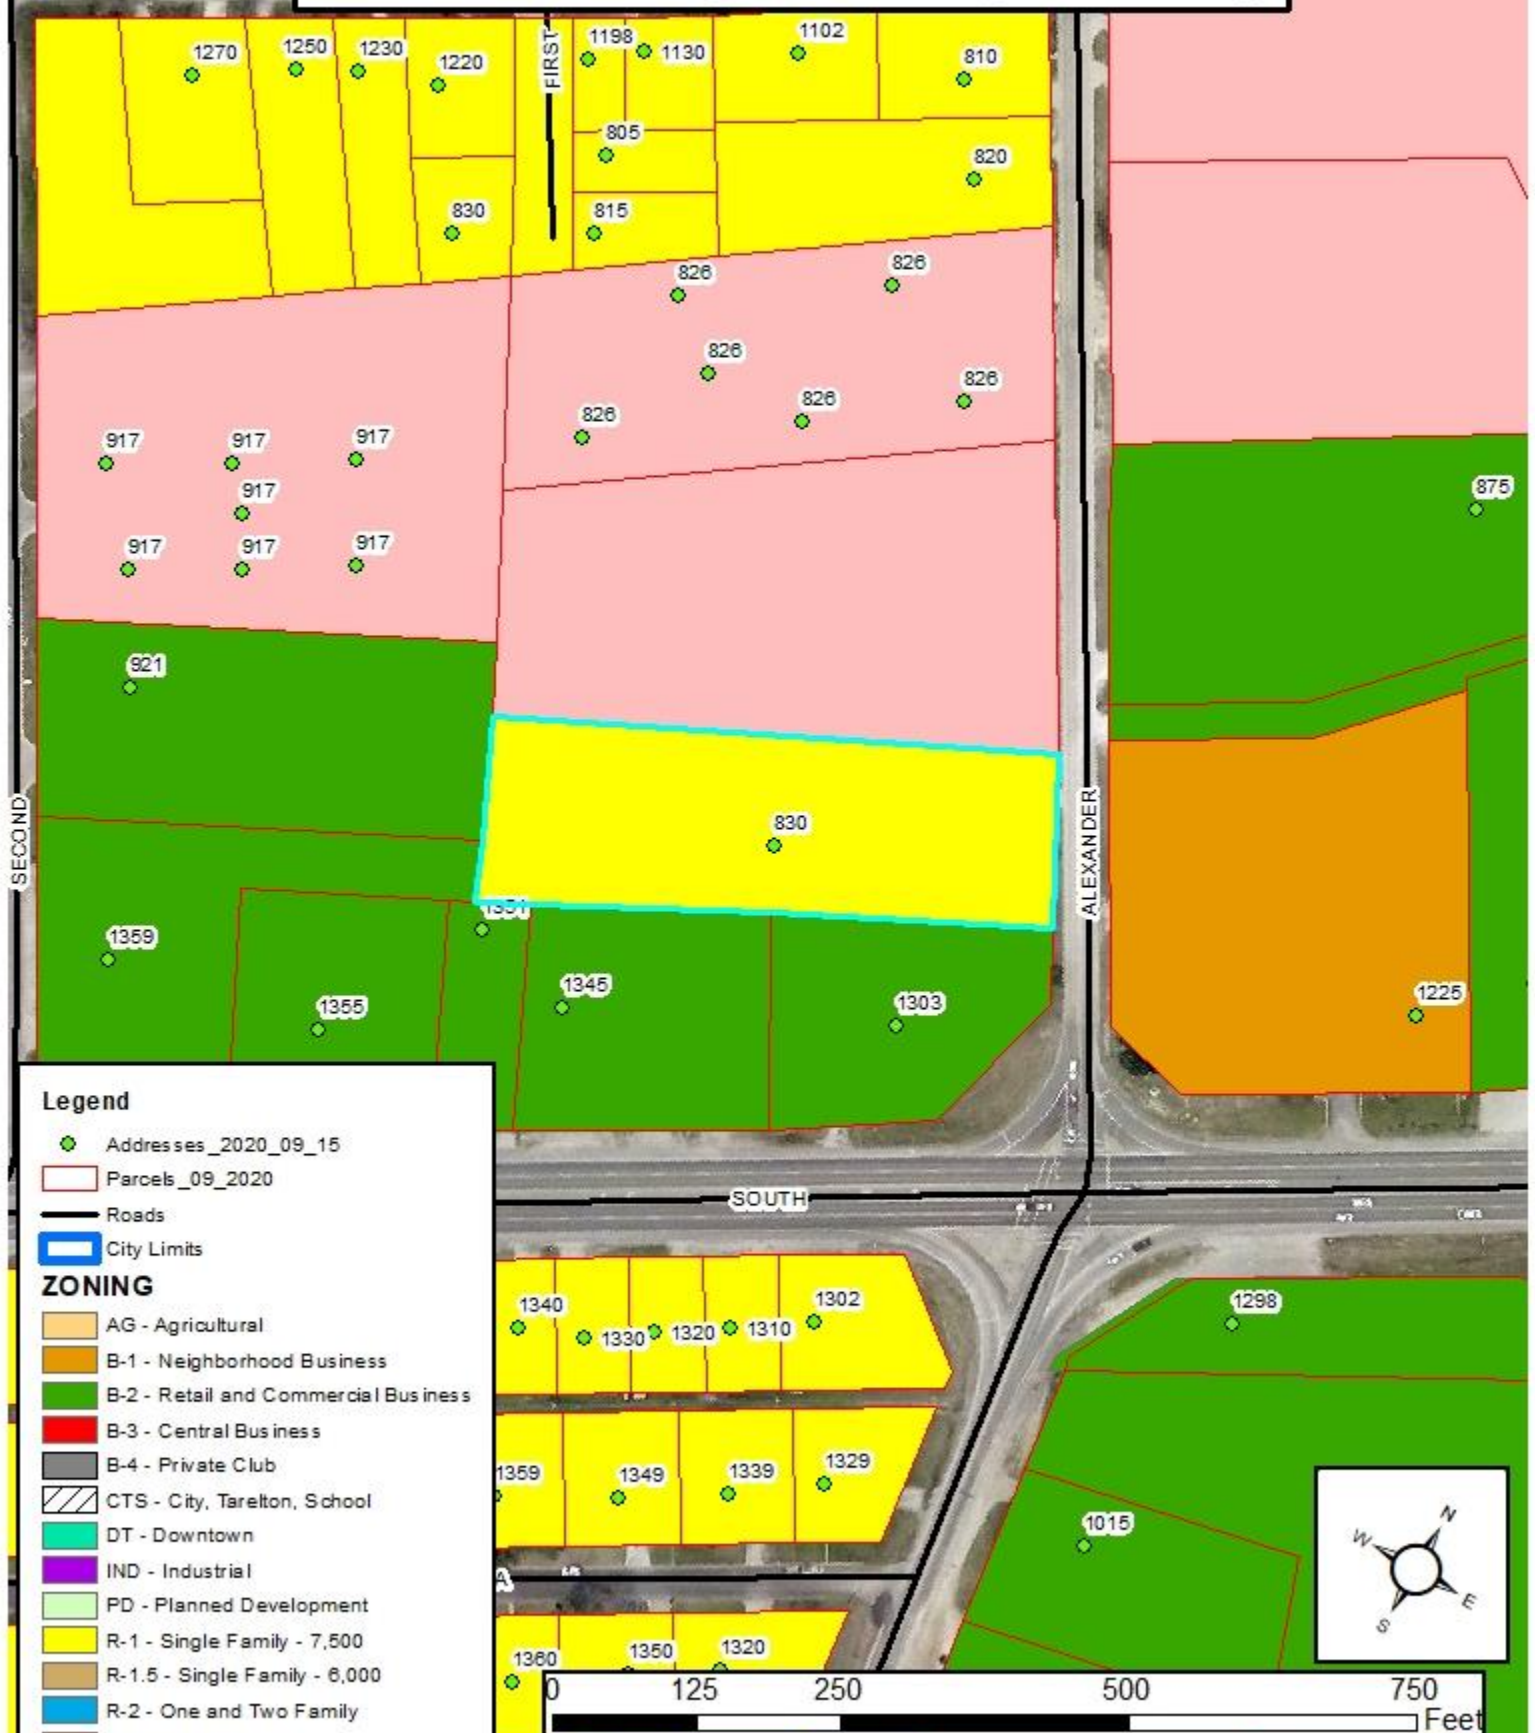 1270
1250
1230
1220
FIRST
1198
1130
1102
810
805
820
830
815
826
826
826
826
826
826
917
917
917
917
917
917
917
875
921
830
SECOND
ALEXANDER
1351
1359
1355
1345
1303
1225
SOUTH
Legend
Addresses_2020_09_15
Parcels_09_2020
Roads
City Limits
ZONING
AG - Agricultural
B-1 - Neighborhood Business
B-2 - Retail and Commercial Business
B-3 - Central Business
B-4 - Private Club
CTS - City, Tarelton, School
DT - Downtown
IND - Industrial
PD - Planned Development
R-1 - Single Family - 7,500
R-1.5 - Single Family - 6,000
R-2 - One and Two Family
1340
1330
1320
1310
1302
1298
1359
1349
1339
1329
1015
A
1360
1350
1320
N
W
E
S
0 125 250 500 750
Feet